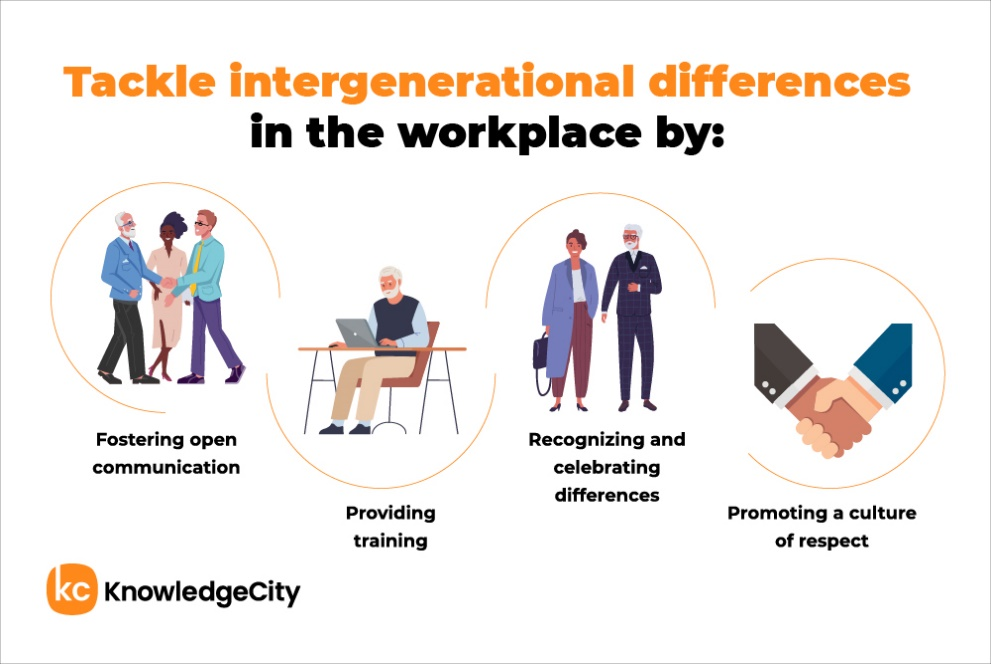 Tackle intergenerational differences
in the workplace by:
Fostering open
communication
Providing
training
Recognizing and
celebrating
differences
Promoting a culture
of respect
kc KnowledgeCity